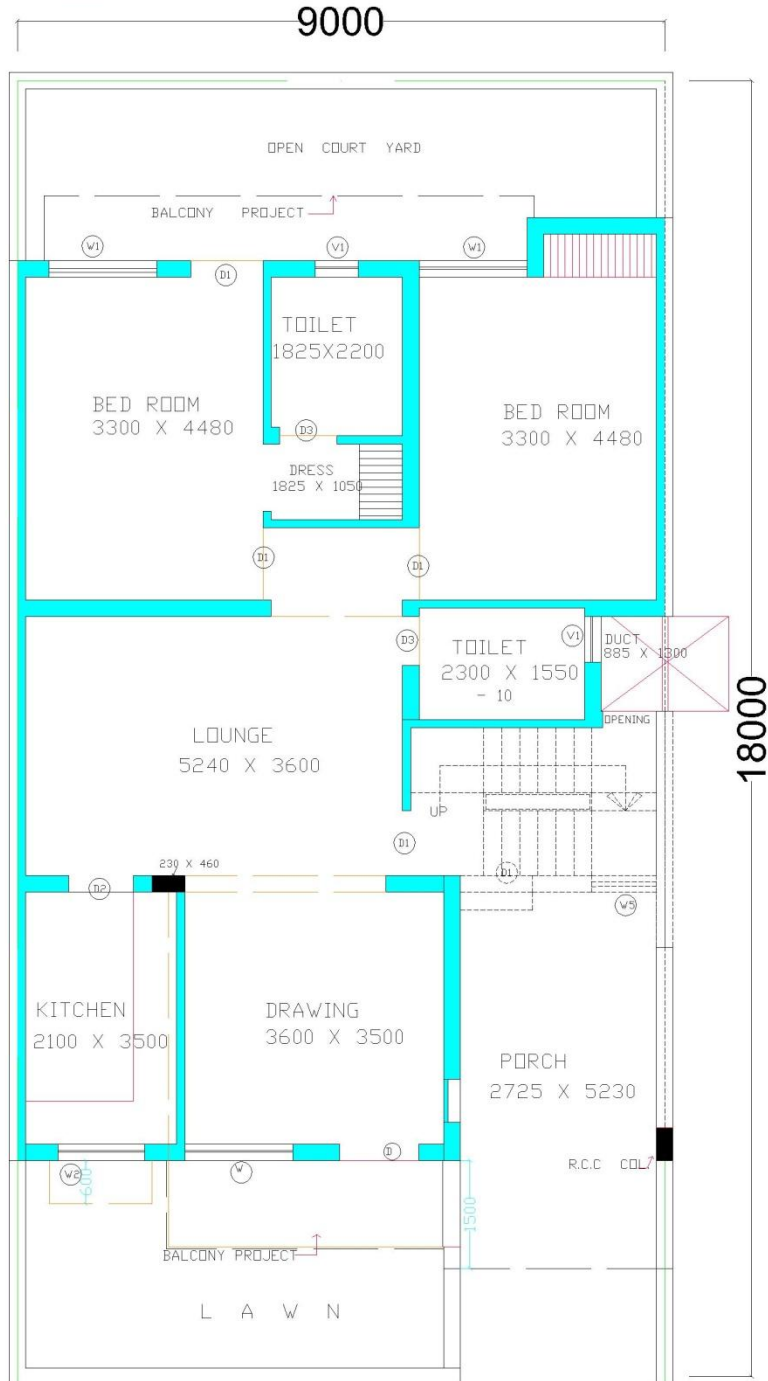 9000
OPEN COURT YARD
BALCONY PROJECT
W1
V1
W1
D1
TOILET
1825X2200
BED ROOM
3300 X 4480
BED ROOM
3300 X 4480
D3
DRESS
1825 X 1050
D1
D1
D3
TOILET
2300 X 1550
- 10
V1
DUCT
885 X 1300
OPENING
LOUNGE
5240 X 3600
18000
UP
D1
230 X 460
D2
D1
W5
KITCHEN
2100 X 3500
DRAWING
3600 X 3500
PORCH
2725 X 5230
R.C.C COL
W2
W
D
600
1500
BALCONY PROJECT
L A W N